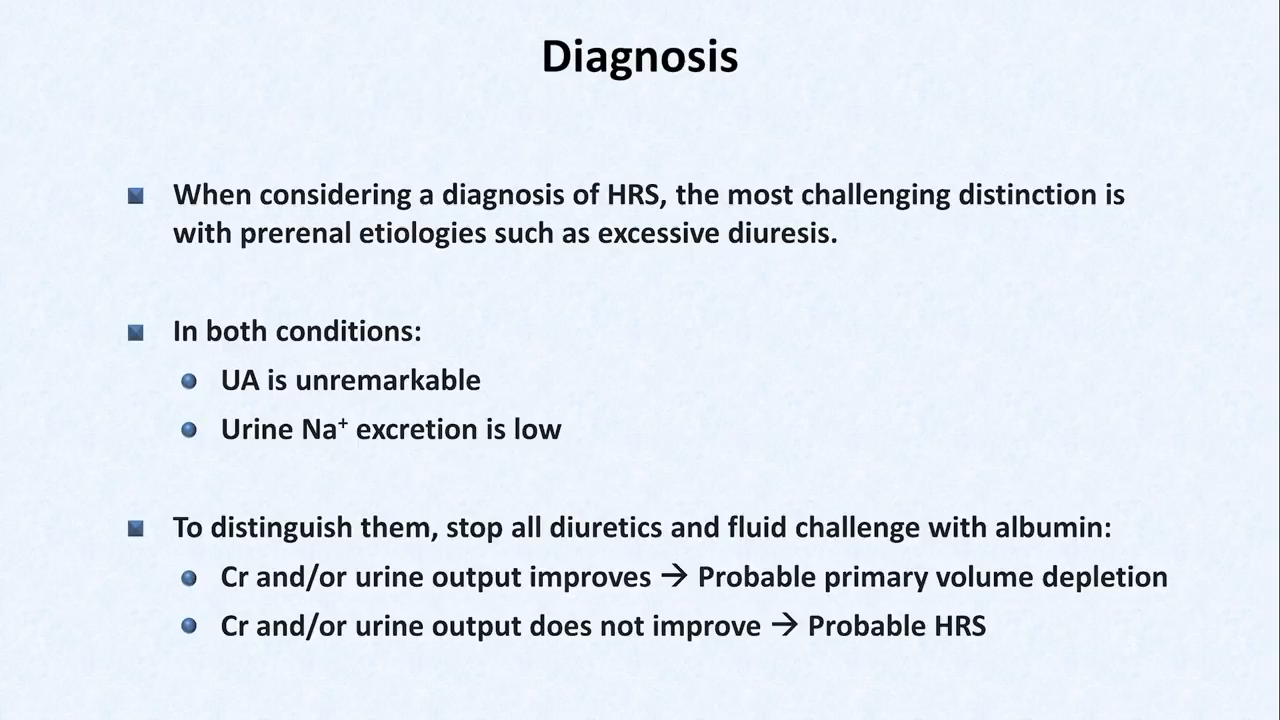 Diagnosis
When considering a diagnosis of HRS, the most challenging distinction is
with prerenal etiologies such as excessive diuresis.
In both conditions:
UA is unremarkable
Urine Na⁺ excretion is low
To distinguish them, stop all diuretics and fluid challenge with albumin:
Cr and/or urine output improves → Probable primary volume depletion
Cr and/or urine output does not improve → Probable HRS